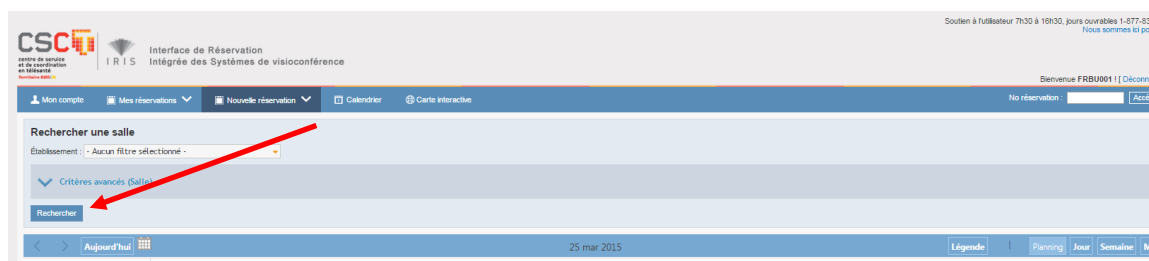 Soutien à l'utilisateur 7h30 à 16h30, jours ouvrables 1-877-83
Nous sommes ici po
CSCT
centre de service
et de coordination
en télésanté
IRIS
Interface de Réservation
Intégrée des Systèmes de visioconférence
Bienvenue FRBU001 ! [ Déconn
Mon compte
Mes réservations
Nouvelle réservation
Calendrier
Carte interactive
No réservation :
Accé
Rechercher une salle
Établissement :
- Aucun filtre sélectionné -
Critères avancés (Salle)
Rechercher
Aujourd'hui
25 mar 2015
Légende
Planning
Jour
Semaine
M